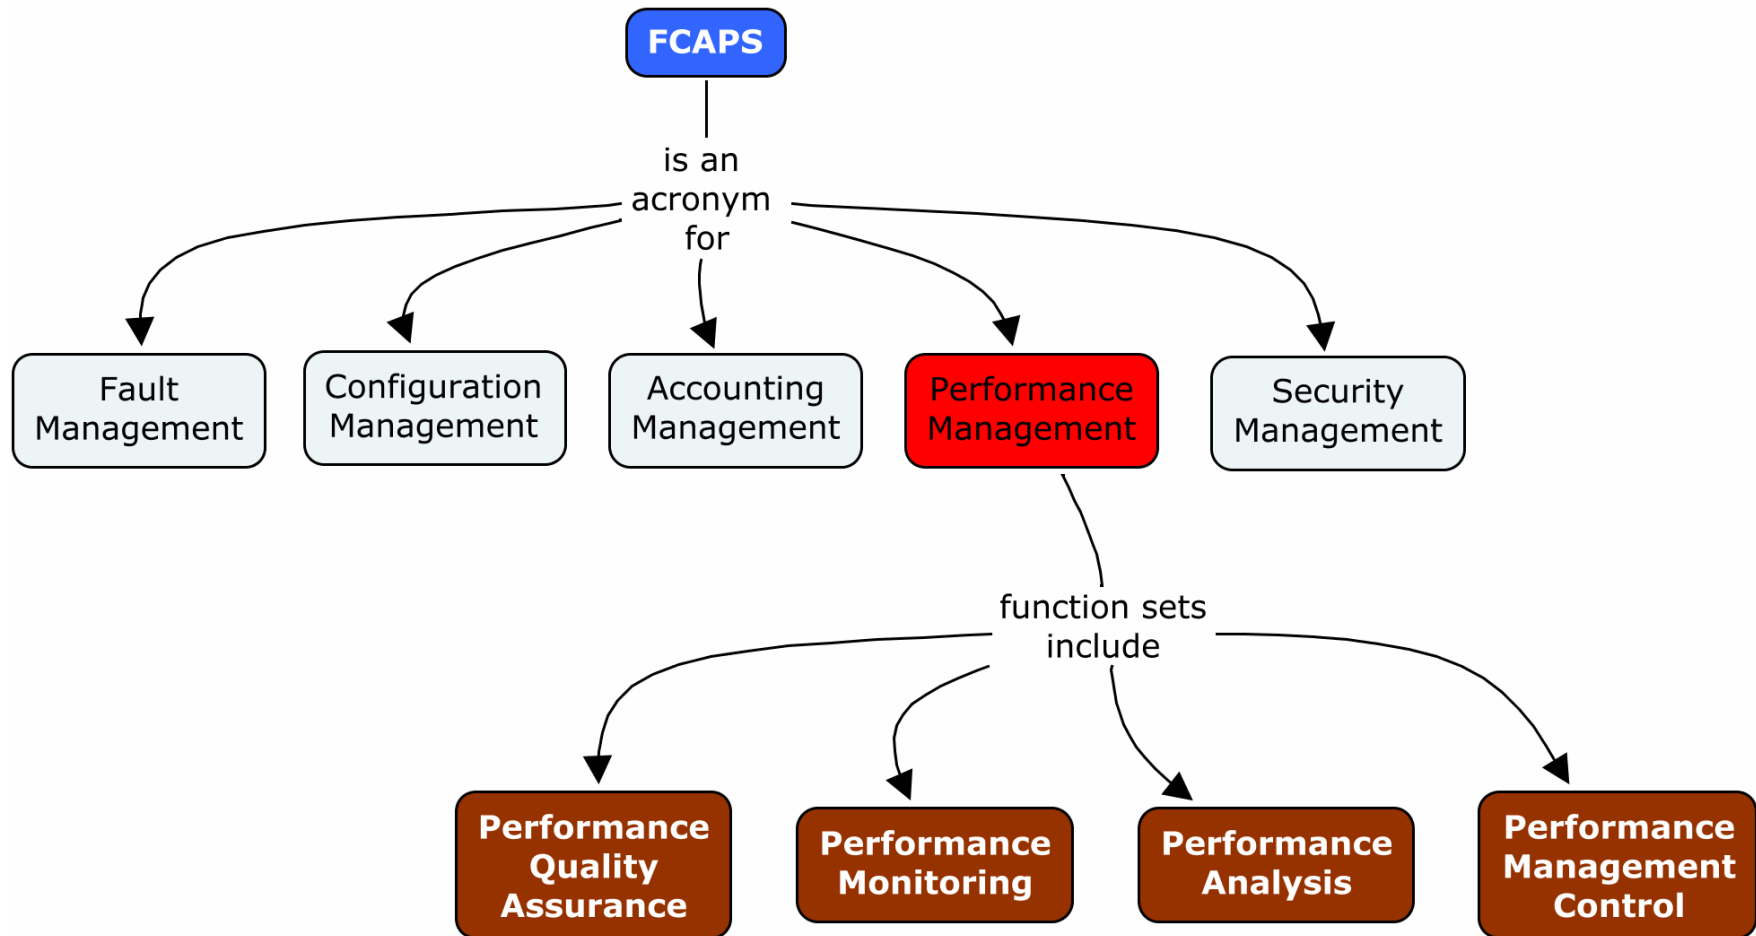 FCAPS
is an
acronym
for
Fault
Management
Configuration
Management
Accounting
Management
Performance
Management
Security
Management
function sets
include
Performance
Quality
Assurance
Performance
Monitoring
Performance
Analysis
Performance
Management
Control